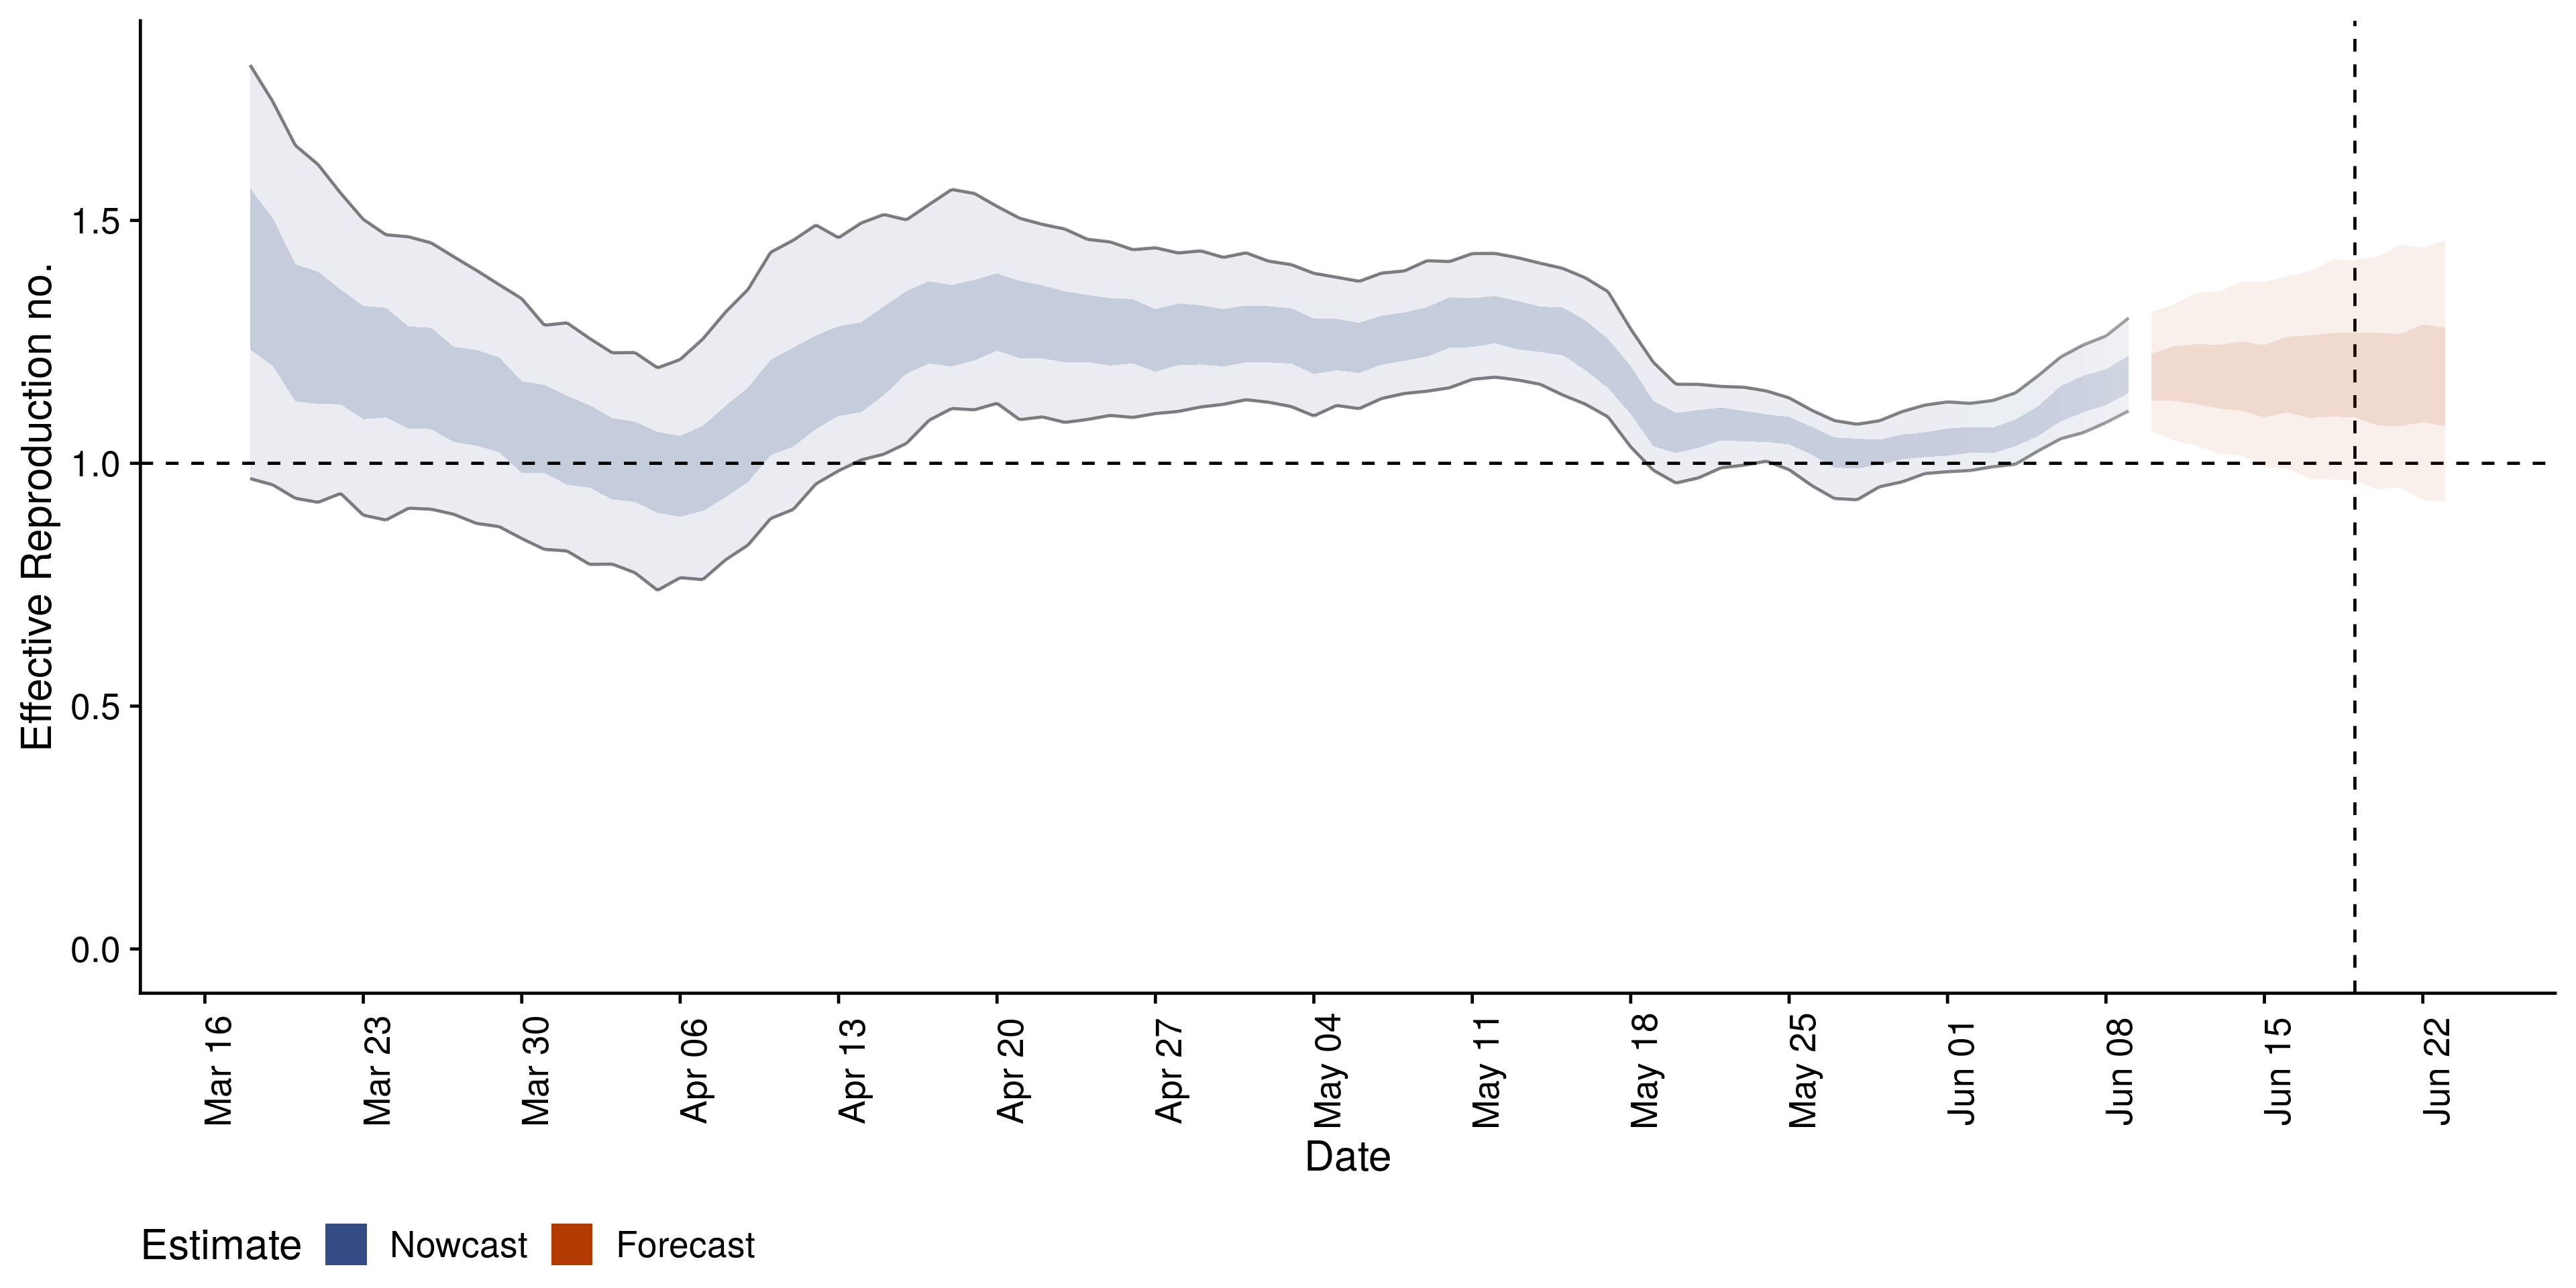 Effective Reproduction no.
1.5
1.0
0.5
0.0
Mar 16
Mar 23
Mar 30
Apr 06
Apr 13
Apr 20
Apr 27
May 04
May 11
May 18
May 25
Jun 01
Jun 08
Jun 15
Jun 22
Date
Estimate Nowcast Forecast